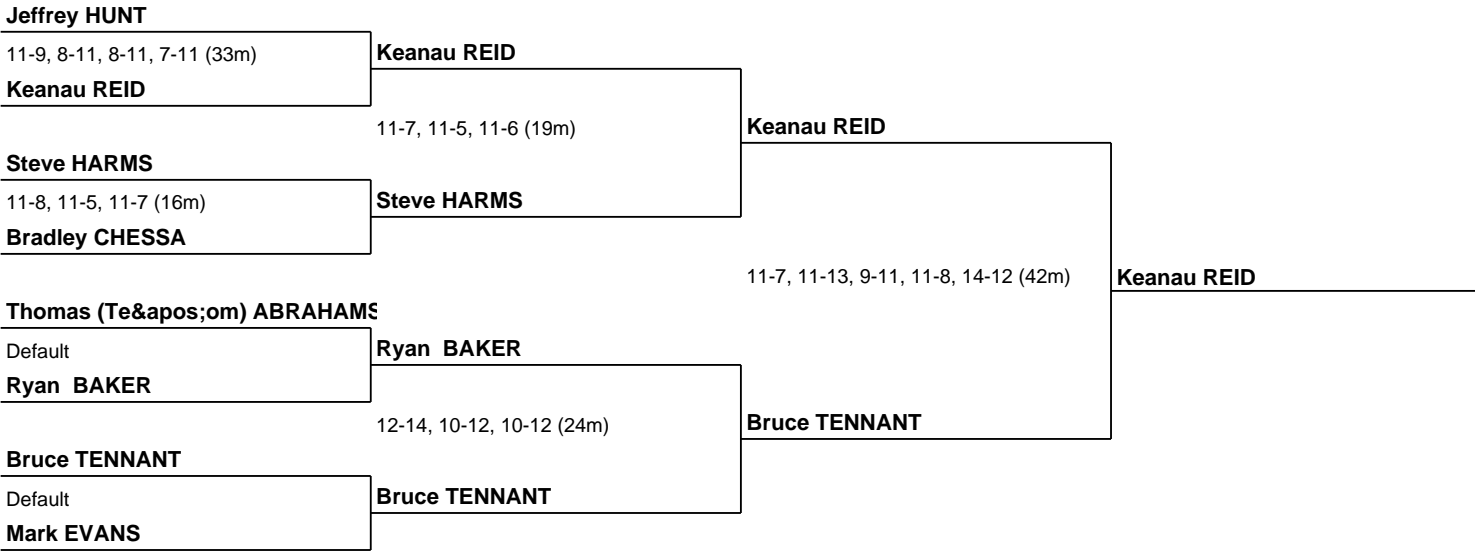 Jeffrey HUNT
11-9, 8-11, 8-11, 7-11 (33m)
Keanau REID
Keanau REID
11-7, 11-5, 11-6 (19m)
Keanau REID
Steve HARMS
11-8, 11-5, 11-7 (16m)
Steve HARMS
Bradley CHESSA
11-7, 11-13, 9-11, 11-8, 14-12 (42m)
Keanau REID
Thomas (Te&apos;om) ABRAHAMS
Default
Ryan  BAKER
Ryan  BAKER
12-14, 10-12, 10-12 (24m)
Bruce TENNANT
Bruce TENNANT
Default
Bruce TENNANT
Mark EVANS